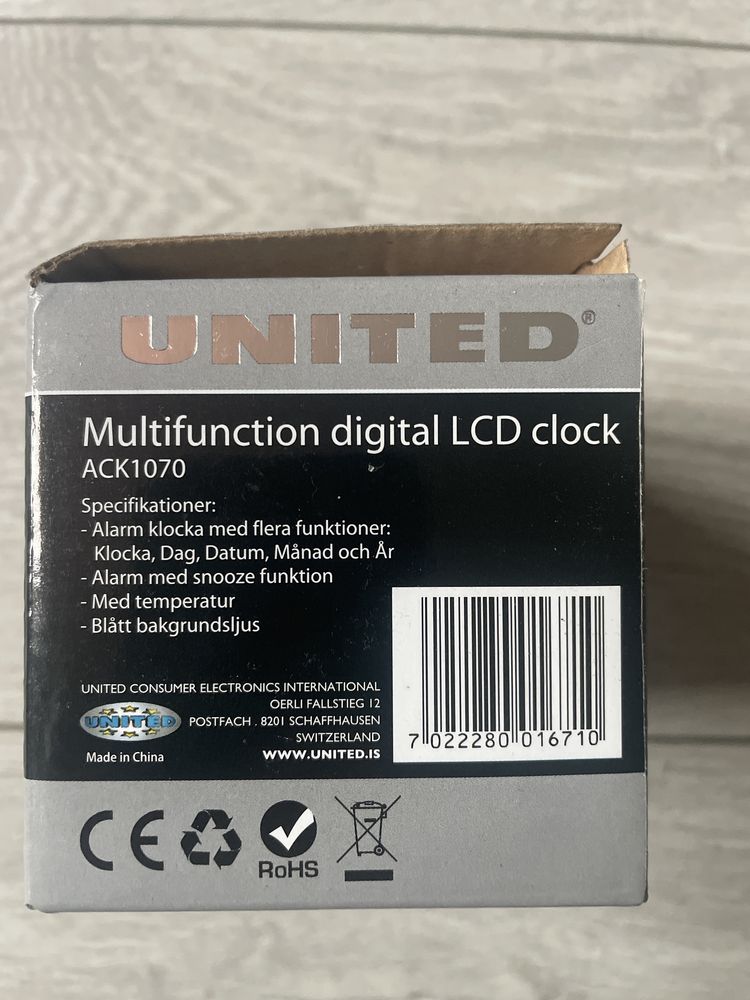 UNITED®
Multifunction digital LCD clock
ACK1070
Specifikationer:
- Alarm klocka med flera funktioner:
Klocka, Dag, Datum, Månad och År
- Alarm med snooze funktion
- Med temperatur
- Blått bakgrundsljus
UNITED CONSUMER ELECTRONICS INTERNATIONAL
OERLI FALLSTIEG 12
POSTFACH . 8201 SCHAFFHAUSEN
SWITZERLAND
WWW.UNITED.IS
UNITED
Made in China
7 022280 016710
CE
RoHS